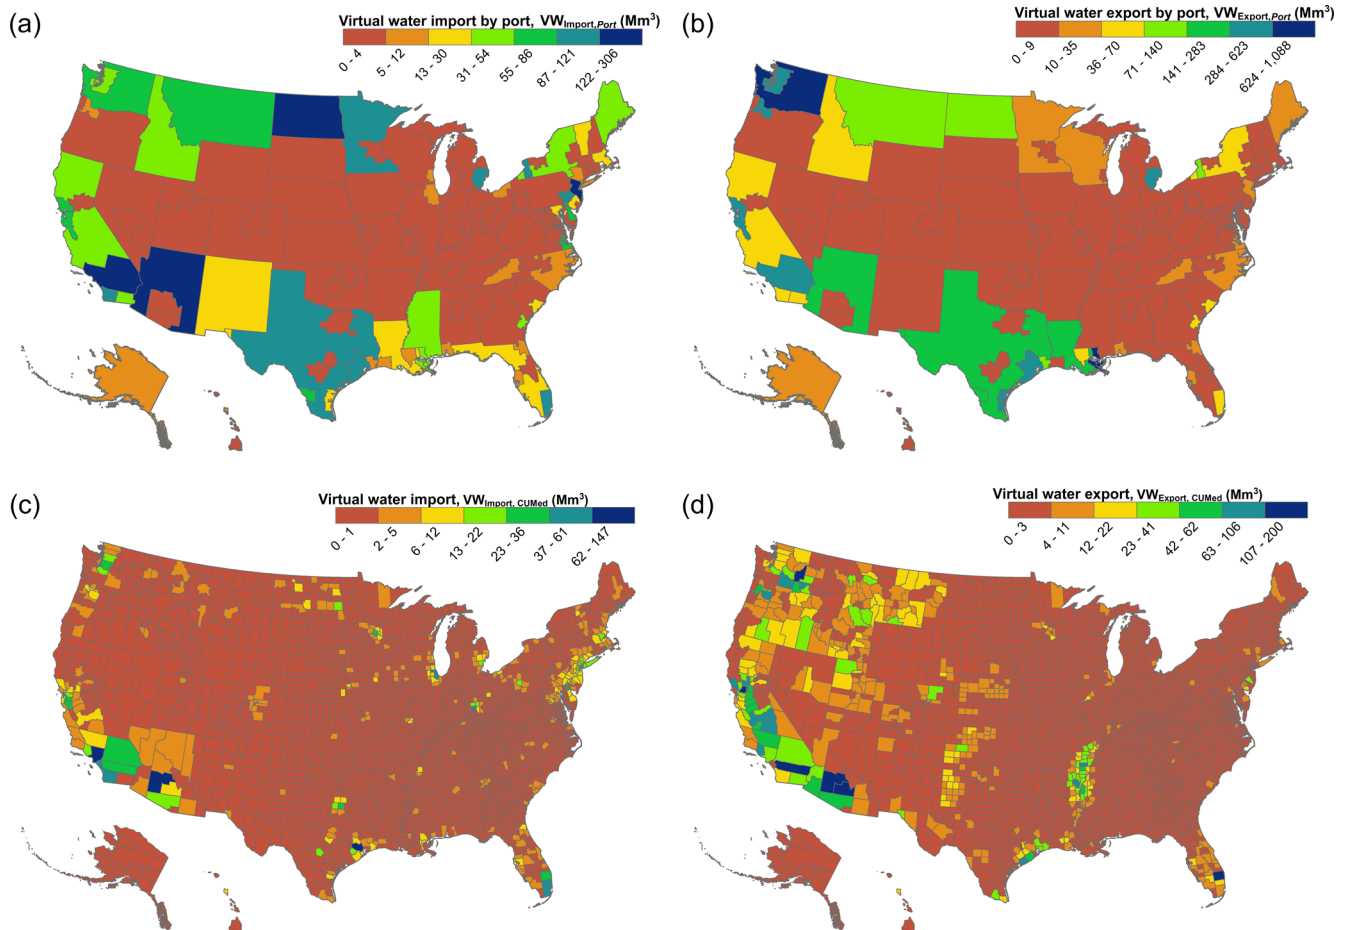 (a)
Virtual water import by port, VWImport,Port (Mm³)
0 - 4
5 - 12
13 - 30
31 - 54
55 - 86
87 - 121
122 - 306
(b)
Virtual water export by port, VWExport,Port (Mm³)
0 - 9
10 - 35
36 - 70
71 - 140
141 - 283
284 - 623
624 - 1,088
(c)
Virtual water import, VWImport, CUMed (Mm³)
0 - 1
2 - 5
6 - 12
13 - 22
23 - 36
37 - 61
62 - 147
(d)
Virtual water export, VWExport, CUMed (Mm³)
0 - 3
4 - 11
12 - 22
23 - 41
42 - 62
63 - 106
107 - 200